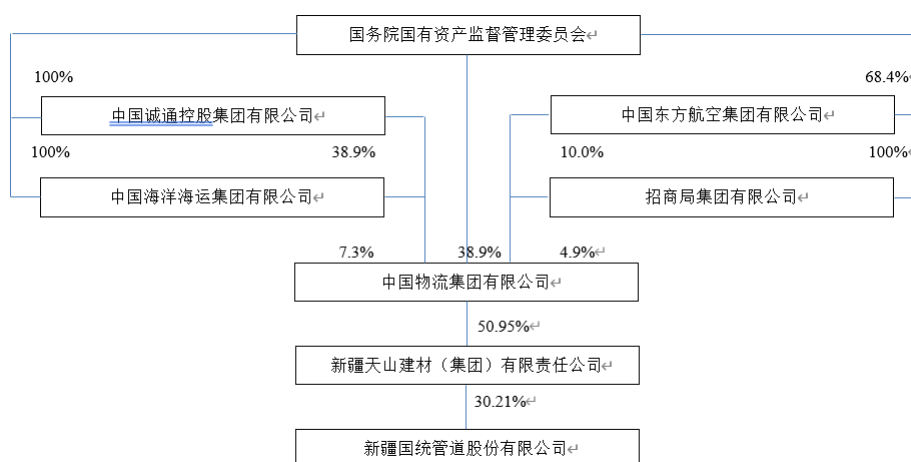 国务院国有资产监督管理委员会↵
100%
68.4%↵
中国诚通控股集团有限公司↵
中国东方航空集团有限公司↵
100%
38.9%
10.0%
100%↵
中国海洋海运集团有限公司↵
招商局集团有限公司↵
7.3%
38.9%
4.9%↵
中国物流集团有限公司↵
50.95%↵
新疆天山建材（集团）有限责任公司↵
30.21%↵
新疆国统管道股份有限公司↵